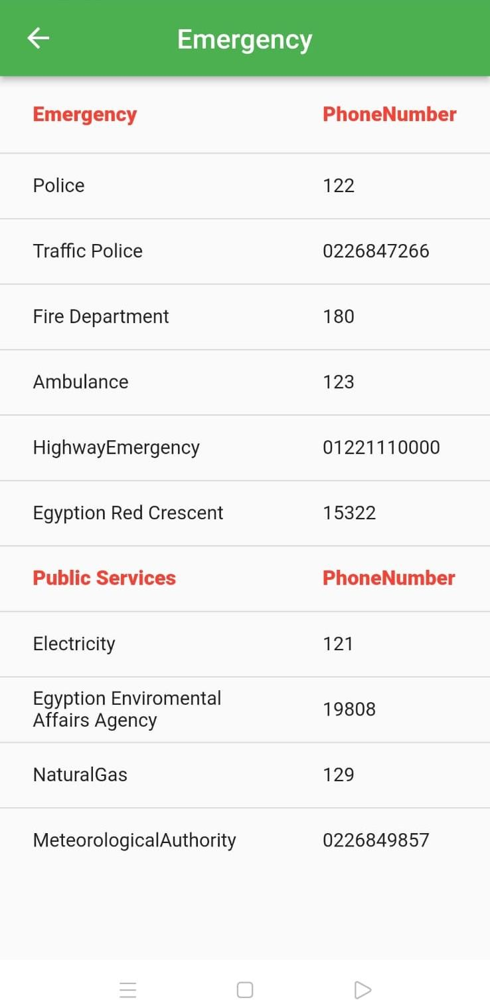 Emergency
Emergency PhoneNumber
Police 122
Traffic Police 0226847266
Fire Department 180
Ambulance 123
HighwayEmergency 01221110000
Egyption Red Crescent 15322
Public Services PhoneNumber
Electricity 121
Egyption Enviromental
Affairs Agency 19808
NaturalGas 129
MeteorologicalAuthority 0226849857